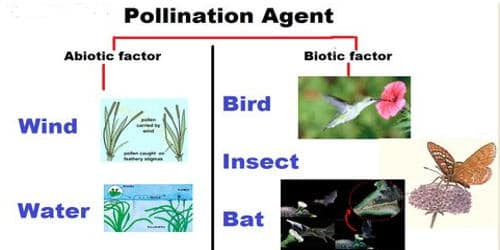 Pollination Agent
Abiotic factor
Biotic factor
Wind
pollen
carried by
wind
pollen caught on
feathery stigmas
Water
Bird
Insect
Bat